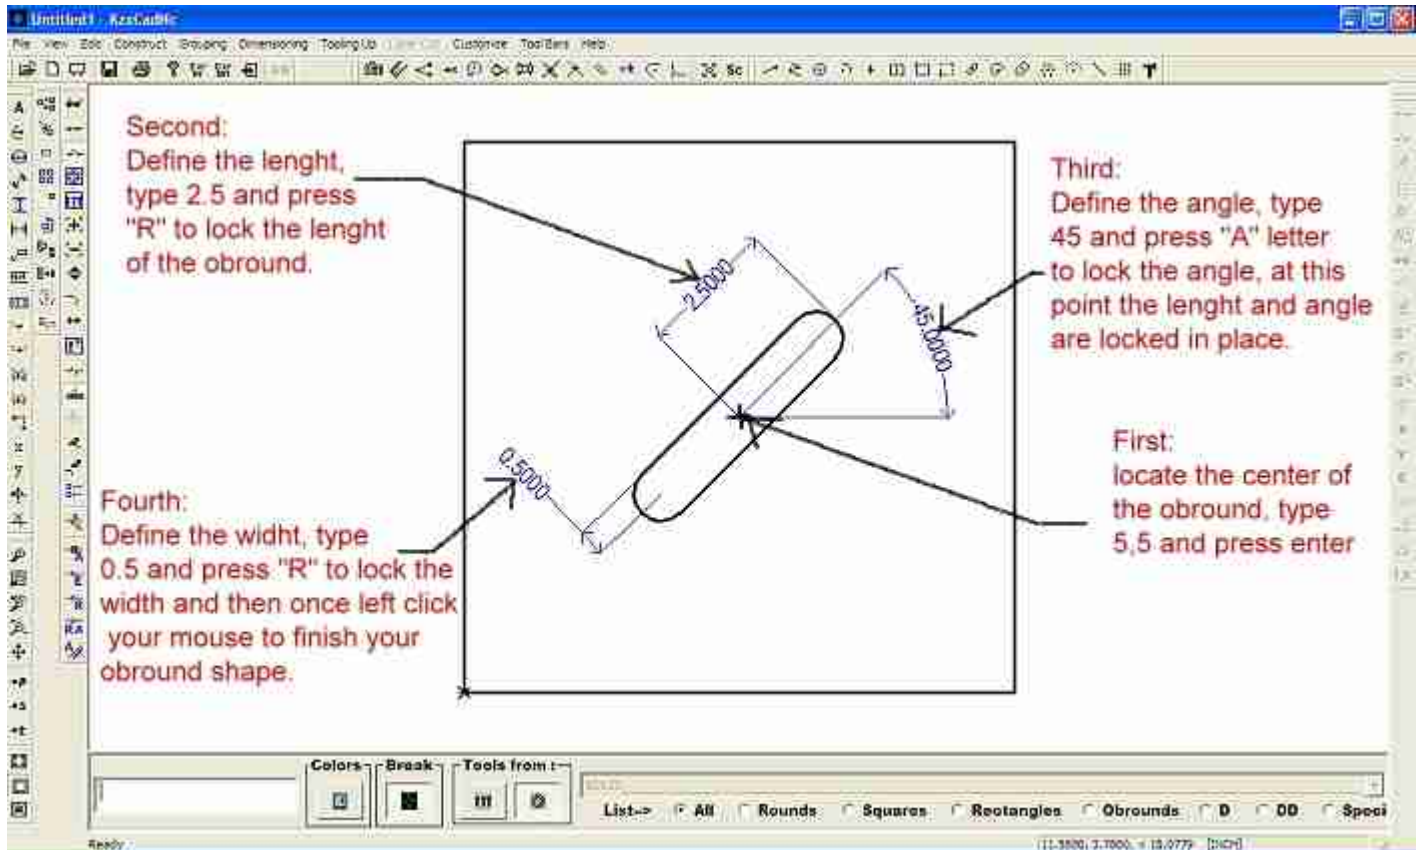 Untitled1 - KzsCadNc
File View Edit Construct Grouping Dimensioning Tooling Up Customize Tool Bars Help
Second:
Define the lenght,
type 2.5 and press
"R" to lock the lenght
of the obround.
Third:
Define the angle, type
45 and press "A" letter
to lock the angle, at this
point the lenght and angle
are locked in place.
2.5000
45.0000
First:
locate the center of
the obround, type
5,5 and press enter
0.5000
Fourth:
Define the widht, type
0.5 and press "R" to lock the
width and then once left click
your mouse to finish your
obround shape.
Colors Break Tools from
List--> All Rounds Squares Rectangles Obrounds D DD Speci
Ready